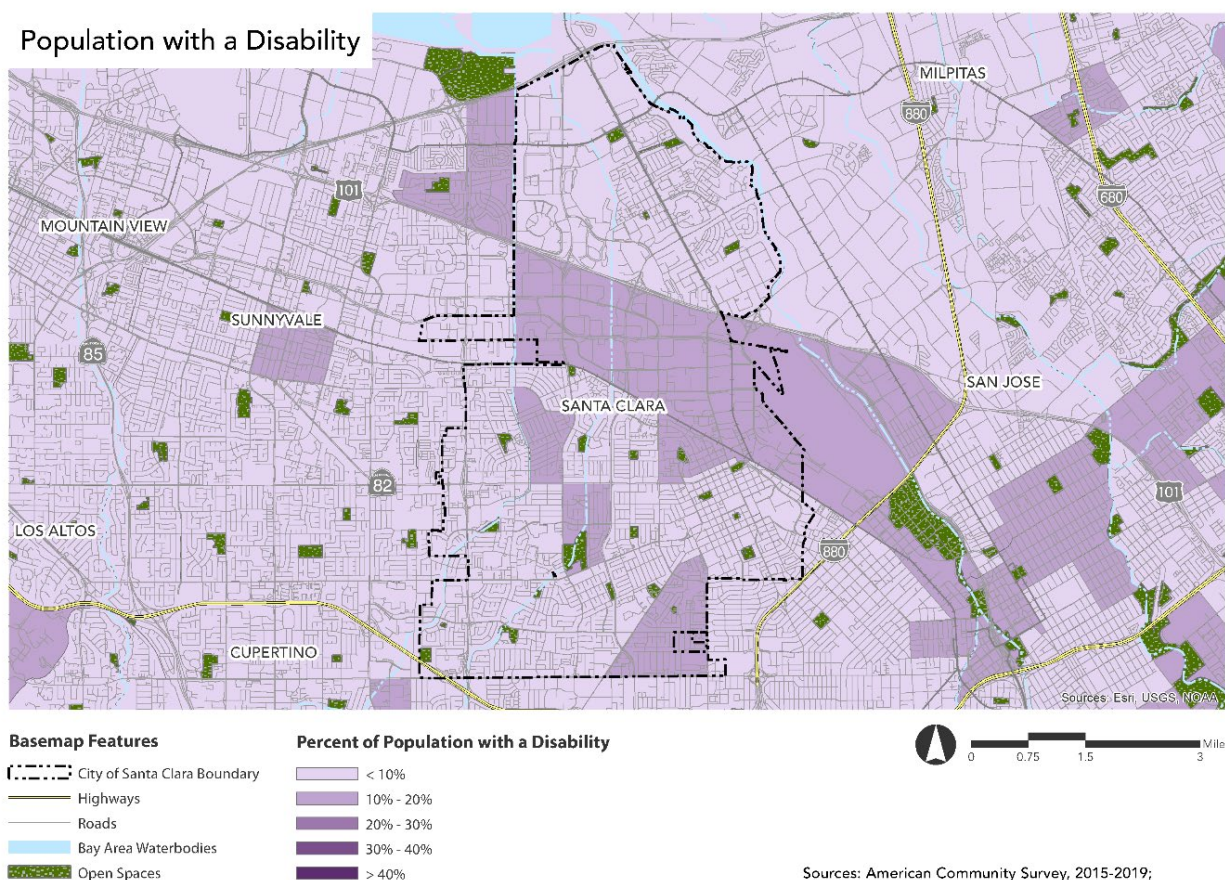 Population with a Disability
MILPITAS
880
101
680
MOUNTAIN VIEW
SUNNYVALE
85
SAN JOSE
SANTA CLARA
82
101
LOS ALTOS
880
CUPERTINO
Sources: Esri, USGS, NOAA
Basemap Features
City of Santa Clara Boundary
Highways
Roads
Bay Area Waterbodies
Open Spaces
Percent of Population with a Disability
< 10%
10% - 20%
20% - 30%
30% - 40%
> 40%
0 0.75 1.5 3 Mile
Sources: American Community Survey, 2015-2019;